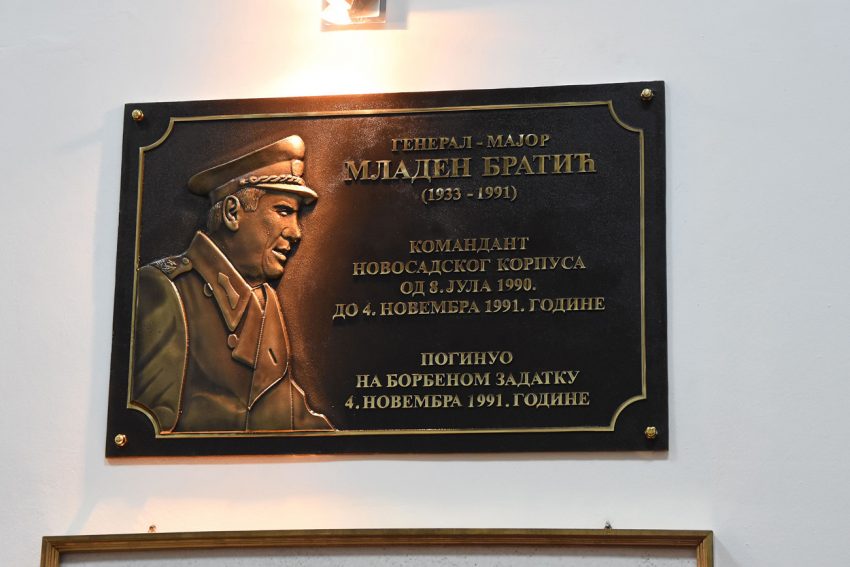 ГЕНЕРАЛ - МАЈОР
МЛАДЕН БРАТИЋ
(1933 - 1991)
КОМАНДАНТ
НОВОСАДСКОГ КОРПУСА
ОД 8. ЈУЛА 1990.
ДО 4. НОВЕМБРА 1991. ГОДИНЕ
ПОГИНУО
НА БОРБЕНОМ ЗАДАТКУ
4. НОВЕМБРА 1991. ГОДИНЕ